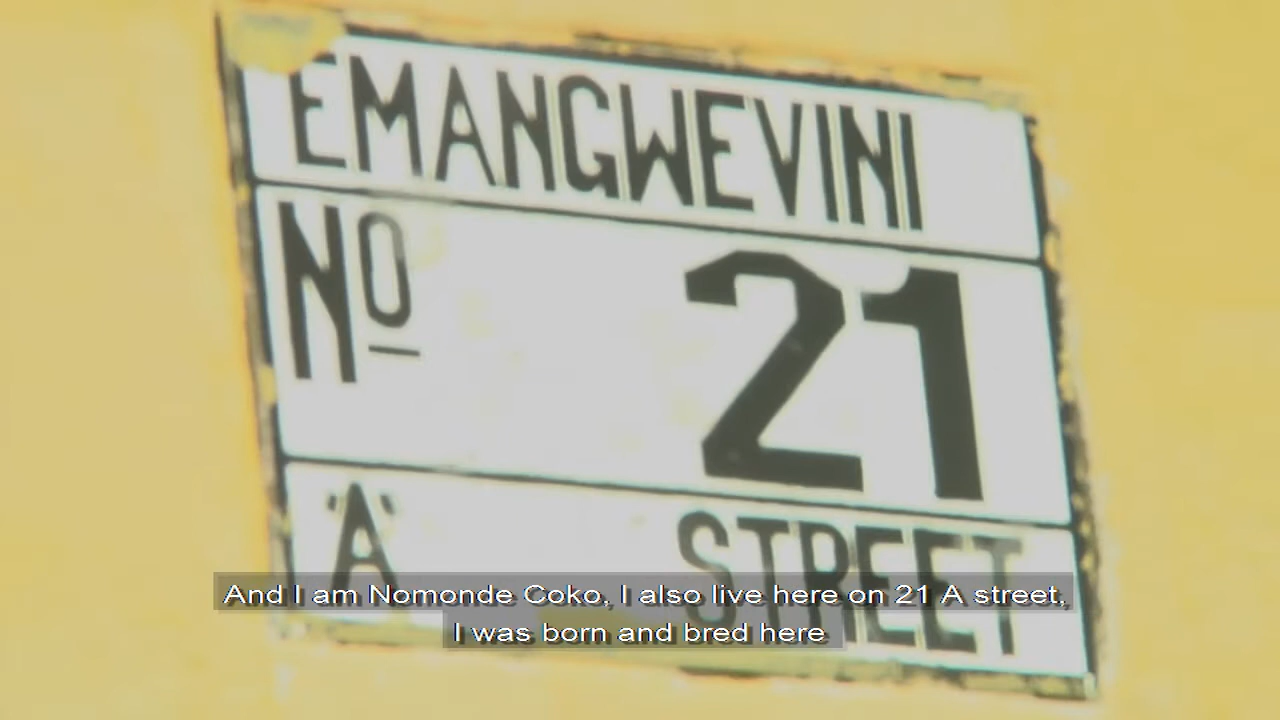 EMANGWEVINI
No 21
"A" STREET
And I am Nomonde Coko, I also live here on 21 A street,
I was born and bred here